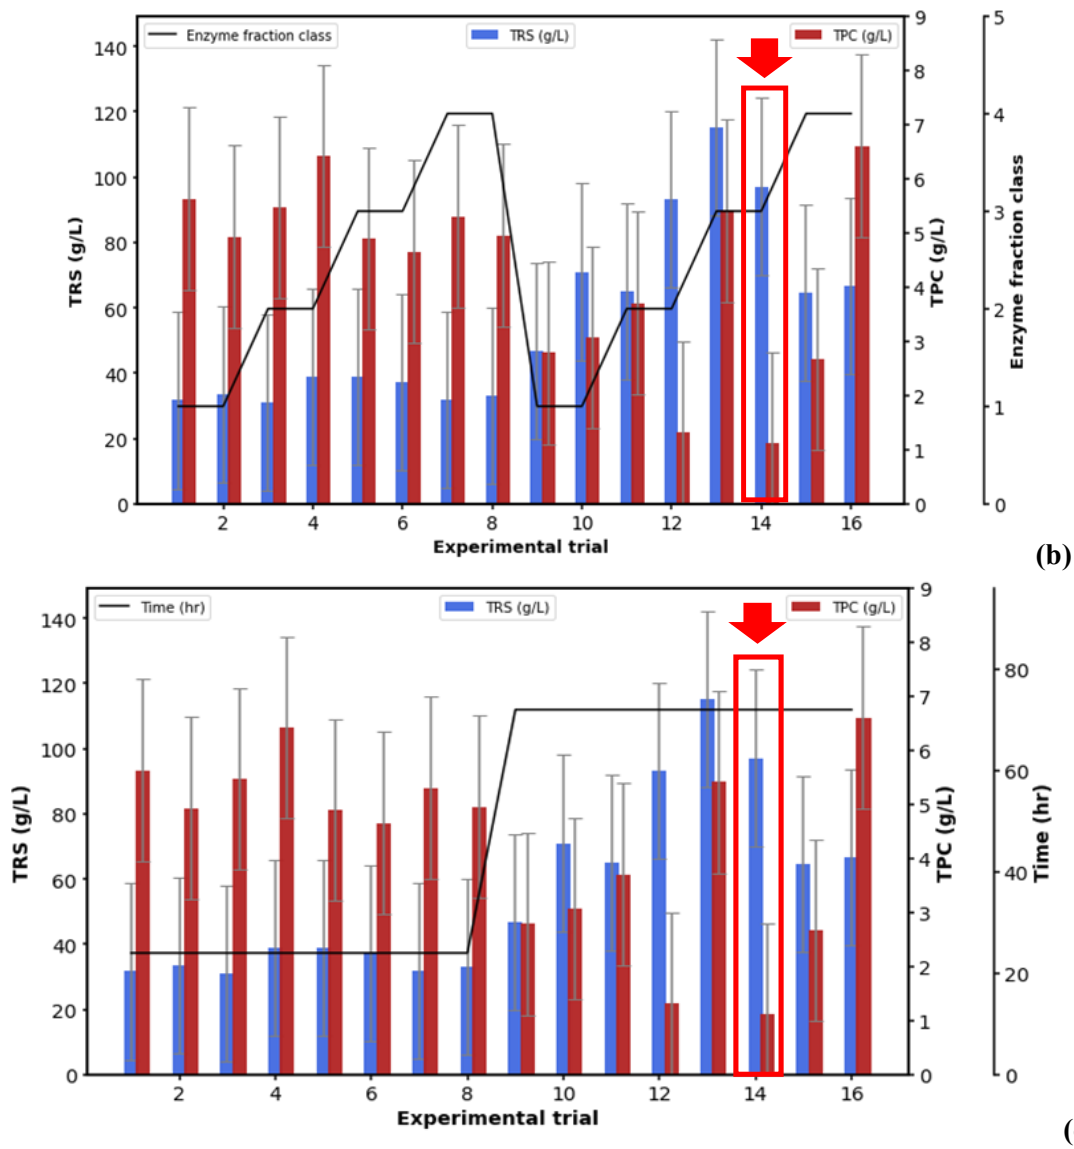 Enzyme fraction class
TRS (g/L)
TPC (g/L)
140
120
100
80
60
40
20
0
TRS (g/L)
9
8
7
6
5
4
3
2
1
0
TPC (g/L)
5
4
3
2
1
0
Enzyme fraction class
2 4 6 8 10 12 14 16
Experimental trial
(b)
Time (hr)
TRS (g/L)
TPC (g/L)
140
120
100
80
60
40
20
0
TRS (g/L)
9
8
7
6
5
4
3
2
1
0
TPC (g/L)
80
60
40
20
0
Time (hr)
2 4 6 8 10 12 14 16
Experimental trial
(